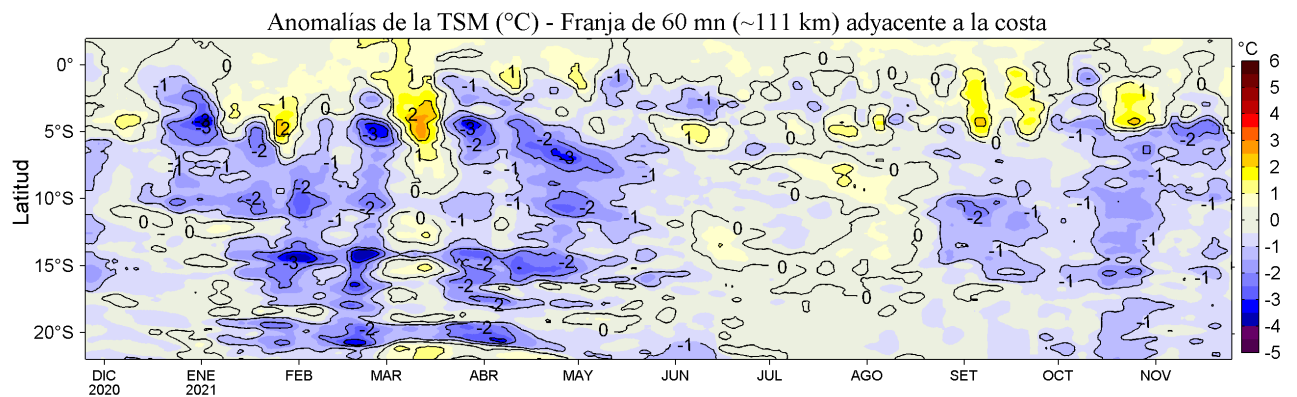 Anomalías de la TSM (°C) - Franja de 60 mn (~111 km) adyacente a la costa
°C
6
5
4
3
2
1
0
-1
-2
-3
-4
-5
Latitud
0°
5°S
10°S
15°S
20°S
DIC ENE FEB MAR ABR MAY JUN JUL AGO SET OCT NOV
2020 2021